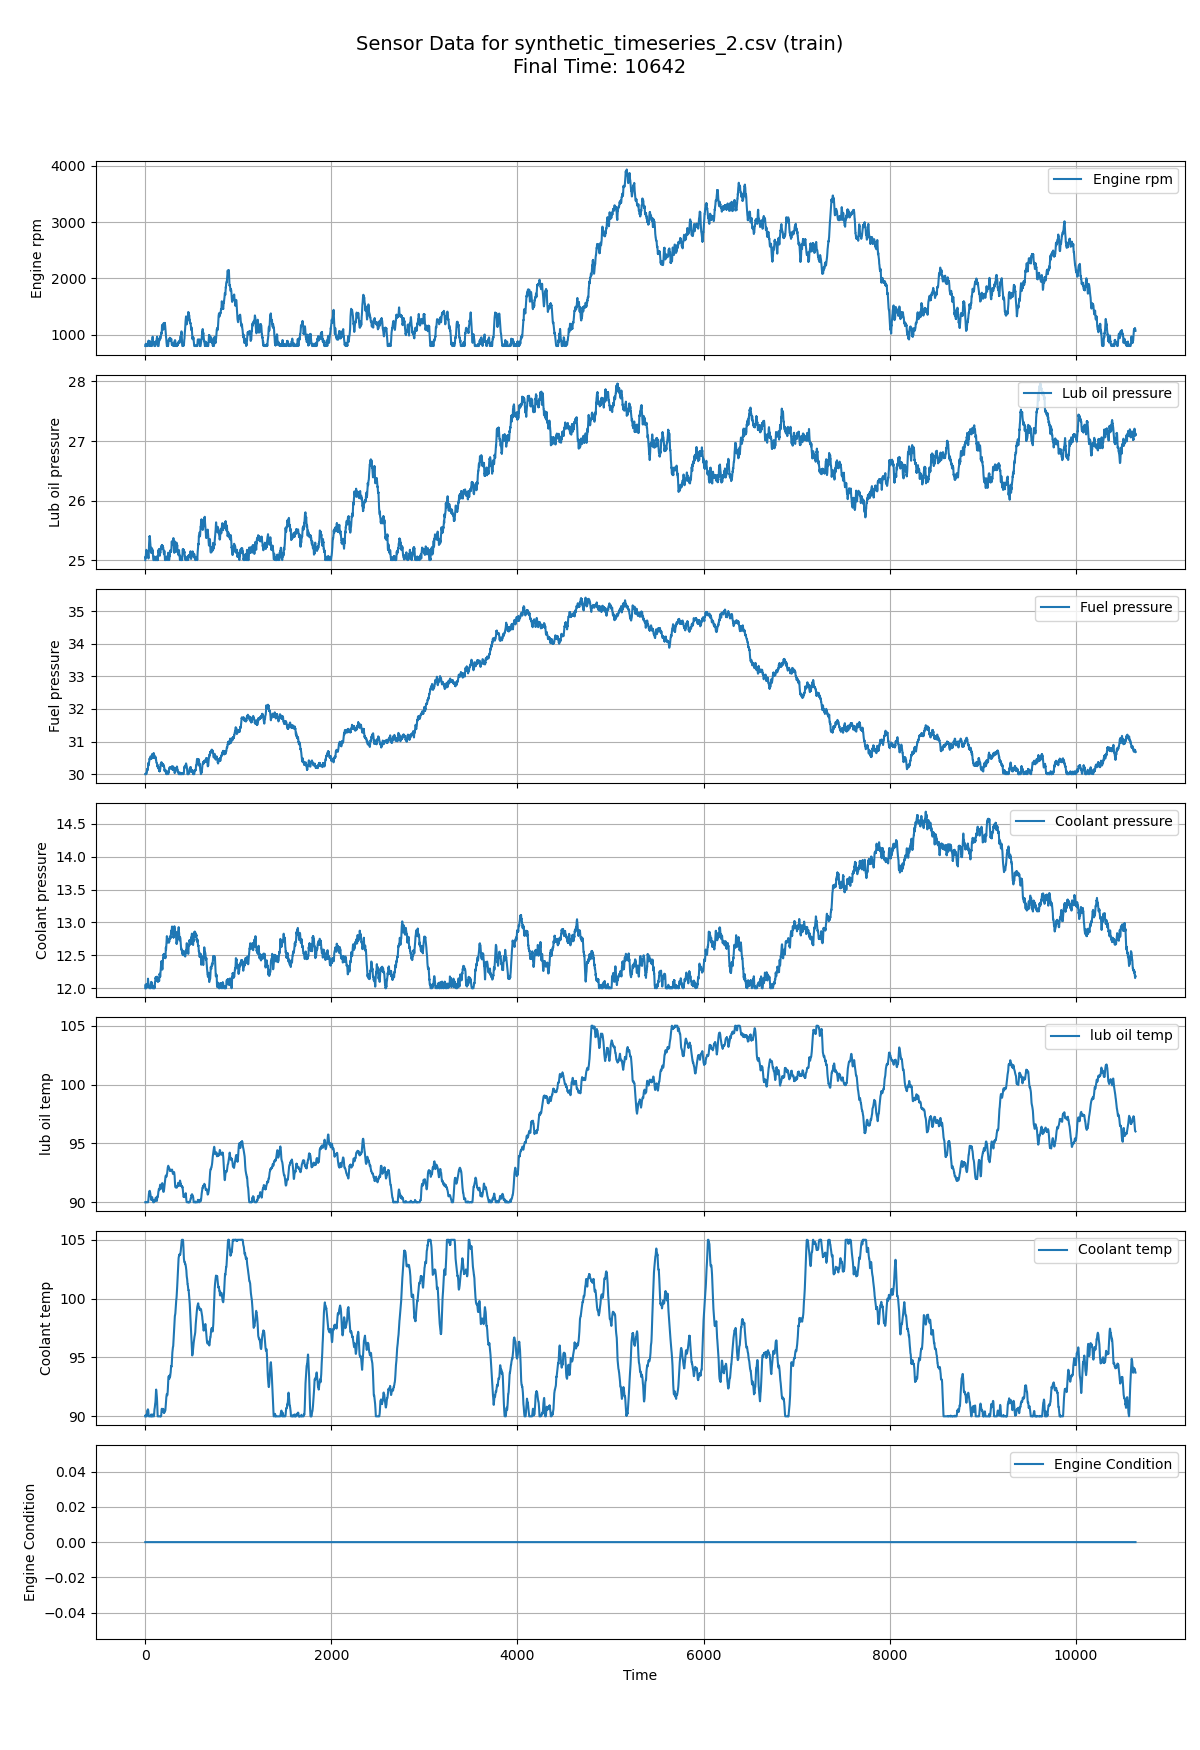 Sensor Data for synthetic_timeseries_2.csv (train)
Final Time: 10642
4000
3000
2000
1000
Engine rpm
Engine rpm
28
27
26
25
Lub oil pressure
Lub oil pressure
35
34
33
32
31
30
Fuel pressure
Fuel pressure
14.5
14.0
13.5
13.0
12.5
12.0
Coolant pressure
Coolant pressure
105
100
95
90
lub oil temp
lub oil temp
105
100
95
90
Coolant temp
Coolant temp
0.04
0.02
0.00
−0.02
−0.04
Engine Condition
Engine Condition
0 2000 4000 6000 8000 10000
Time